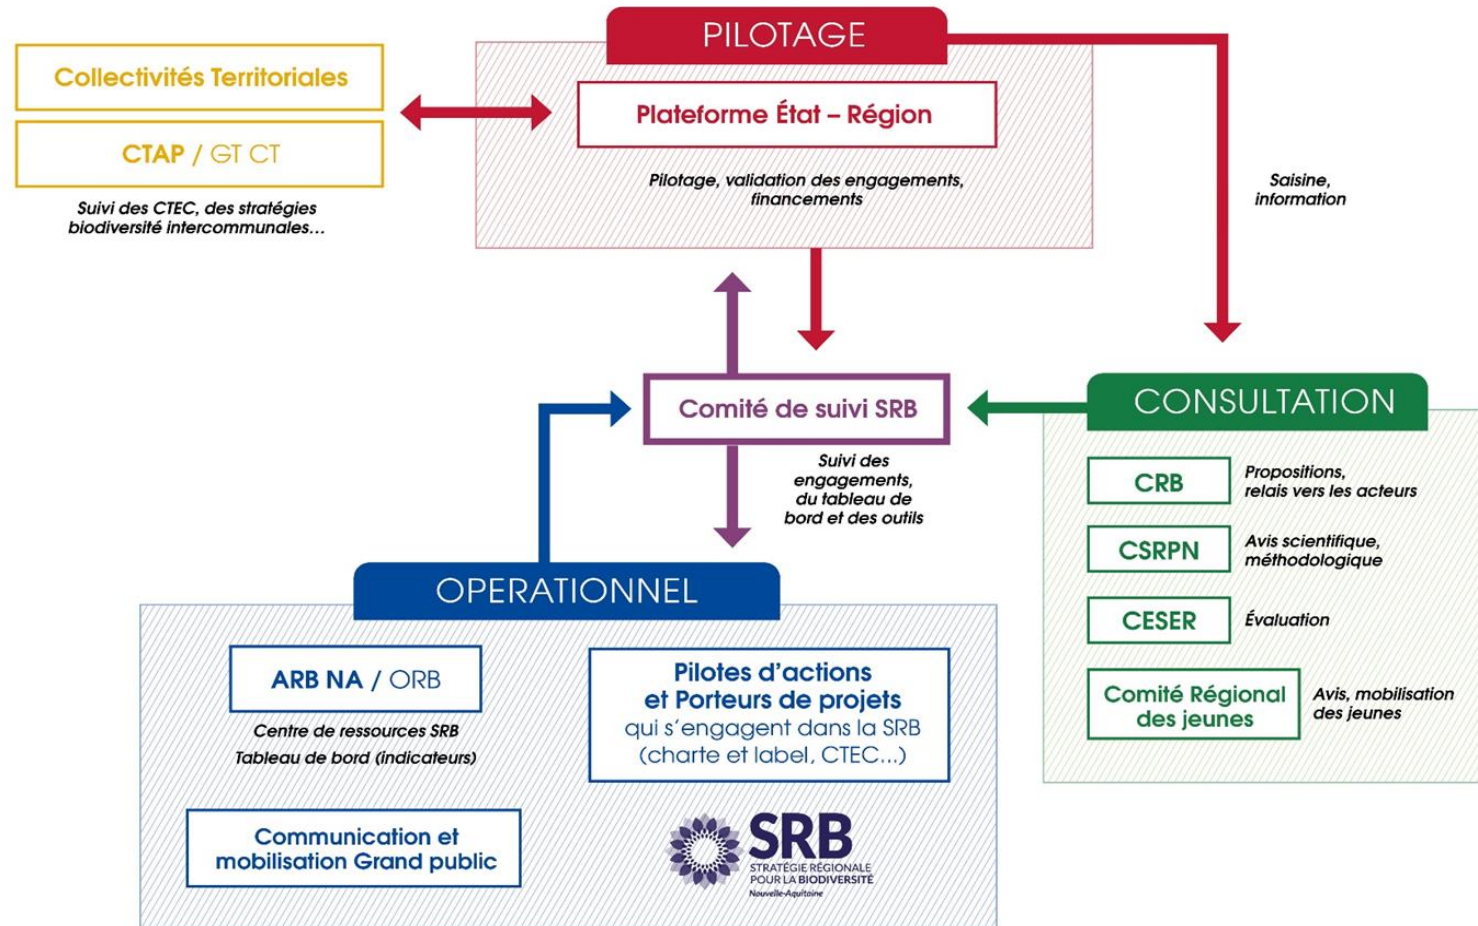 PILOTAGE
Collectivités Territoriales
CTAP / GT CT
Suivi des CTEC, des stratégies
biodiversité intercommunales...
Plateforme État – Région
Pilotage, validation des engagements,
financements
Saisine,
information
Comité de suivi SRB
Suivi des
engagements,
du tableau de
bord et des outils
CONSULTATION
CRB
Propositions,
relais vers les acteurs
CSRPN
Avis scientifique,
méthodologique
CESER
Évaluation
Comité Régional
des jeunes
Avis, mobilisation
des jeunes
OPERATIONNEL
ARB NA / ORB
Centre de ressources SRB
Tableau de bord (indicateurs)
Pilotes d'actions
et Porteurs de projets
qui s'engagent dans la SRB
(charte et label, CTEC...)
Communication et
mobilisation Grand public
SRB
STRATÉGIE RÉGIONALE
POUR LA BIODIVERSITÉ
Nouvelle-Aquitaine